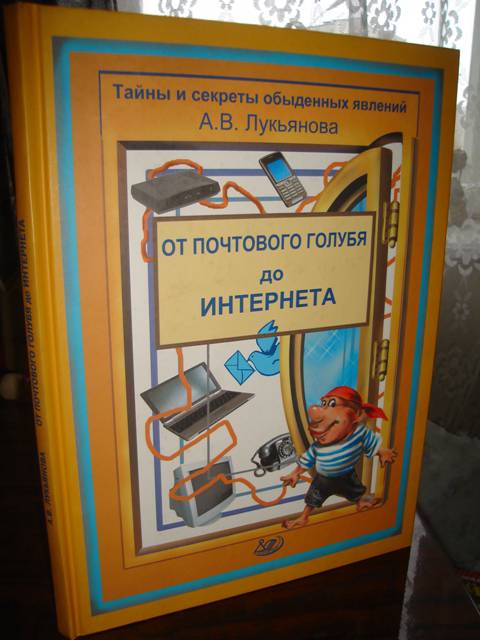 Тайны и секреты обыденных явлений
А.В. Лукьянова
ОТ ПОЧТОВОГО ГОЛУБЯ
до
ИНТЕРНЕТА
А.В. ЛУКЬЯНОВА ОТ ПОЧТОВОГО ГОЛУБЯ до ИНТЕРНЕТА